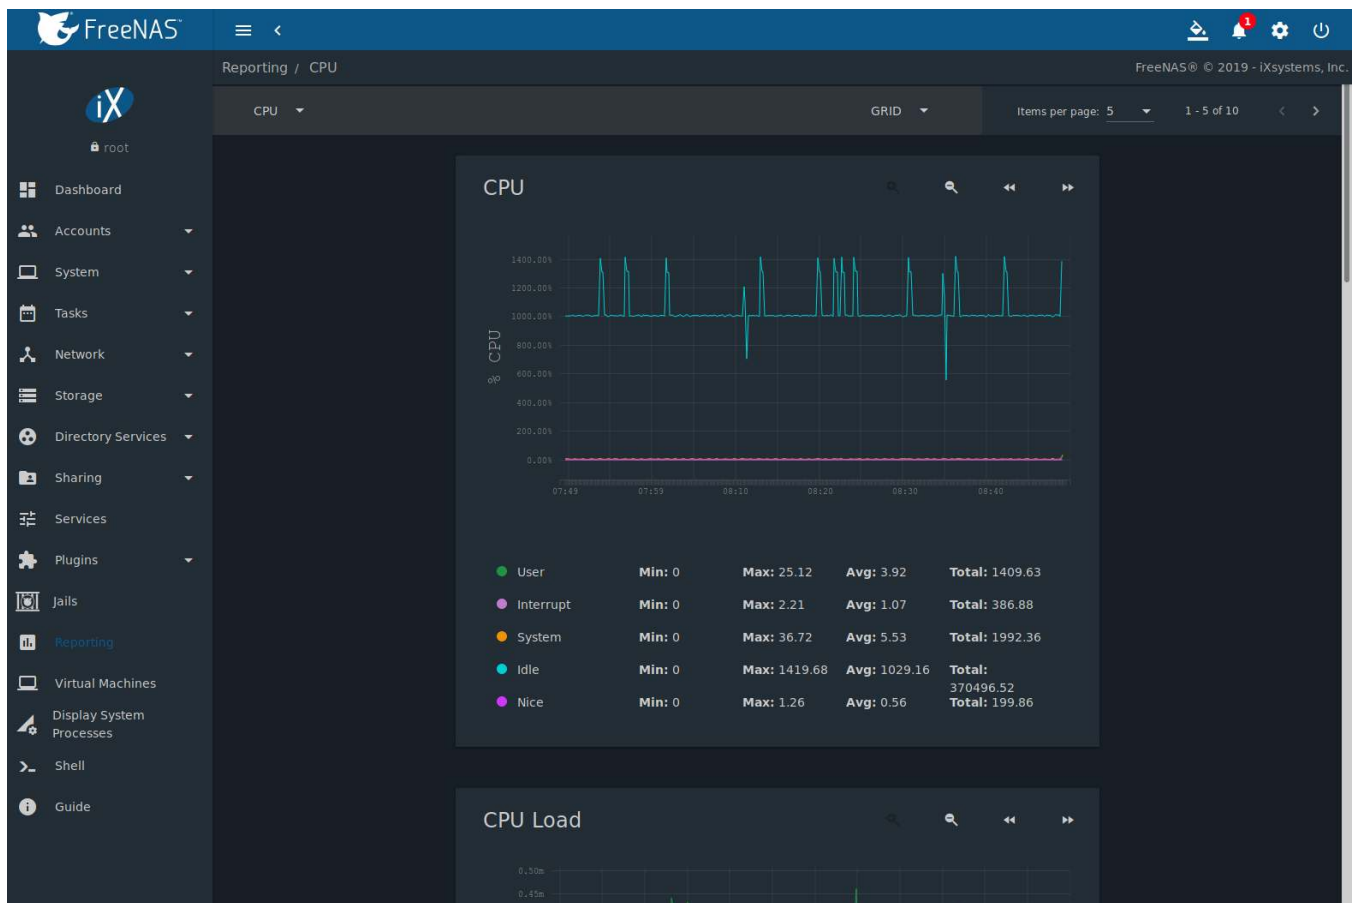 FreeNAS™
1
Reporting / CPU
FreeNAS® © 2019 - iXsystems, Inc.
iX
root
CPU
GRID
Items per page: 5
1 - 5 of 10
Dashboard
Accounts
System
Tasks
Network
Storage
Directory Services
Sharing
Services
Plugins
Jails
Reporting
Virtual Machines
Display System
Processes
Shell
Guide
CPU
% CPU
1400.00%
1200.00%
1000.00%
800.00%
600.00%
400.00%
200.00%
0.00%
07:49 07:59 08:10 08:20 08:30 08:40
User Min: 0 Max: 25.12 Avg: 3.92 Total: 1409.63
Interrupt Min: 0 Max: 2.21 Avg: 1.07 Total: 386.88
System Min: 0 Max: 36.72 Avg: 5.53 Total: 1992.36
Idle Min: 0 Max: 1419.68 Avg: 1029.16 Total:
370496.52
Nice Min: 0 Max: 1.26 Avg: 0.56 Total: 199.86
CPU Load
0.50m
0.45m